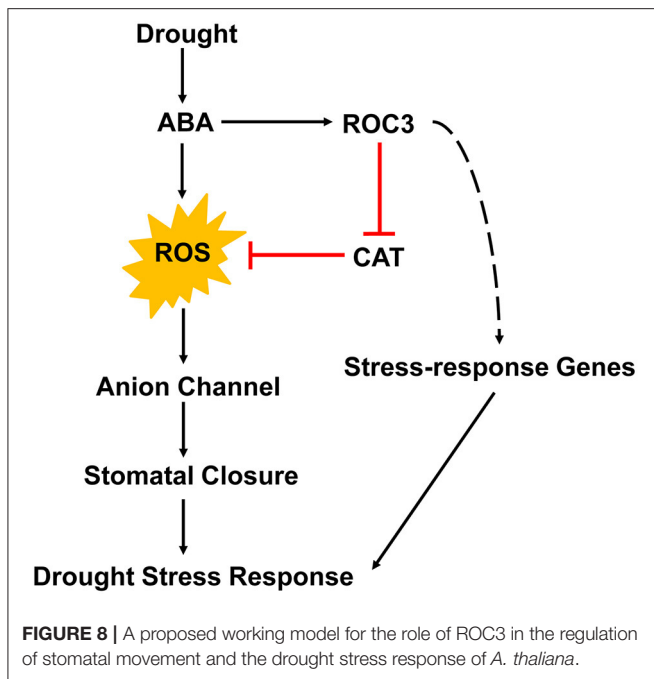 Drought
ABA
ROC3
ROS
CAT
Stress-response Genes
Anion Channel
Stomatal Closure
Drought Stress Response
FIGURE 8 | A proposed working model for the role of ROC3 in the regulation
of stomatal movement and the drought stress response of A. thaliana.